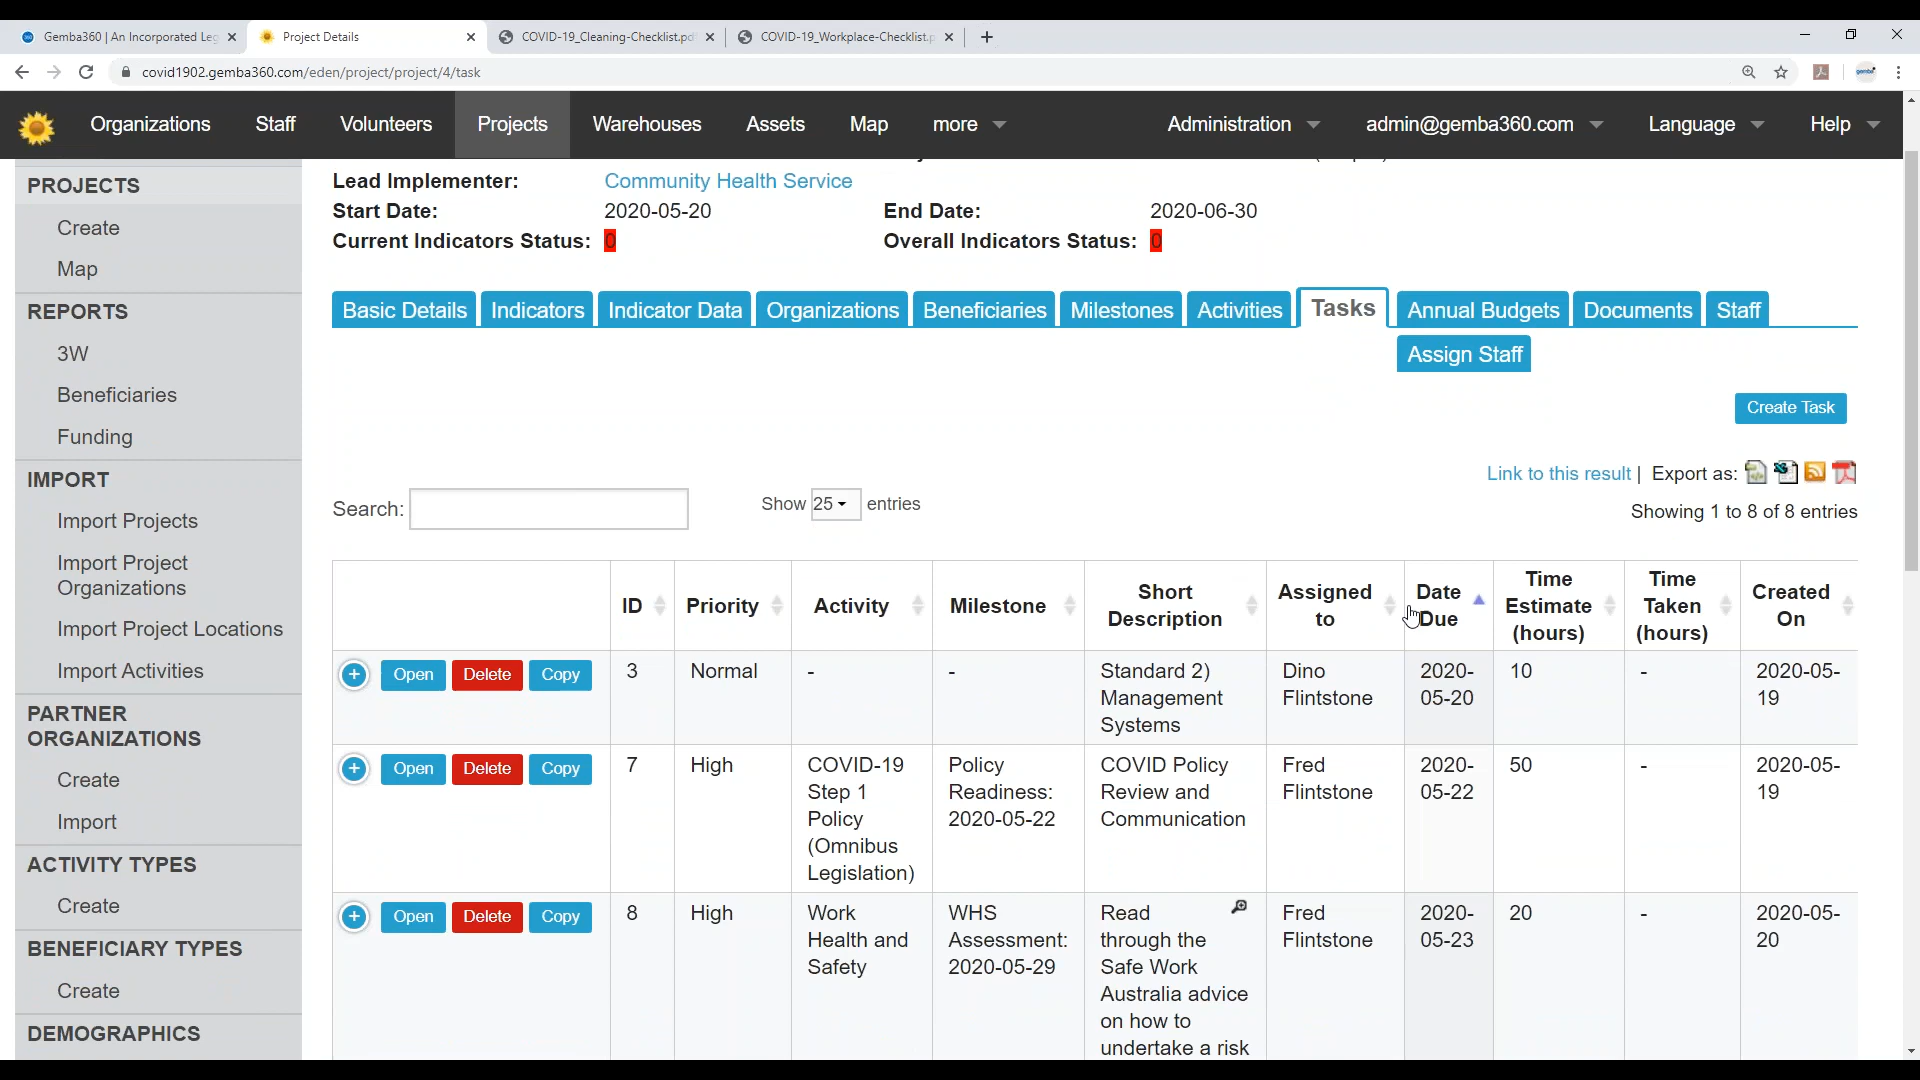 Gemba360 | An Incorporated Leg
Project Details
COVID-19_Cleaning-Checklist.pd
COVID-19_Workplace-Checklist.p
covid1902.gemba360.com/eden/project/project/4/task
Organizations
Staff
Volunteers
Projects
Warehouses
Assets
Map
more
Administration
admin@gemba360.com
Language
Help
PROJECTS
Create
Map
REPORTS
3W
Beneficiaries
Funding
IMPORT
Import Projects
Import Project
Organizations
Import Project Locations
Import Activities
PARTNER
ORGANIZATIONS
Create
Import
ACTIVITY TYPES
Create
BENEFICIARY TYPES
Create
DEMOGRAPHICS
Lead Implementer: Community Health Service
Start Date: 2020-05-20 End Date: 2020-06-30
Current Indicators Status: 0 Overall Indicators Status: 0
Basic Details Indicators Indicator Data Organizations Beneficiaries Milestones Activities Tasks Annual Budgets Documents Staff
Assign Staff
Create Task
Link to this result | Export as:
Search: Show 25 entries
Showing 1 to 8 of 8 entries
ID
Priority
Activity
Milestone
Short
Description
Assigned
to
Date
Due
Time
Estimate
(hours)
Time
Taken
(hours)
Created
On
Open Delete Copy
3
Normal
-
-
Standard 2)
Management
Systems
Dino
Flintstone
2020-
05-20
10
-
2020-05-
19
Open Delete Copy
7
High
COVID-19
Step 1
Policy
(Omnibus
Legislation)
Policy
Readiness:
2020-05-22
COVID Policy
Review and
Communication
Fred
Flintstone
2020-
05-22
50
-
2020-05-
19
Open Delete Copy
8
High
Work
Health and
Safety
WHS
Assessment:
2020-05-29
Read
through the
Safe Work
Australia advice
on how to
undertake a risk
Fred
Flintstone
2020-
05-23
20
-
2020-05-
20